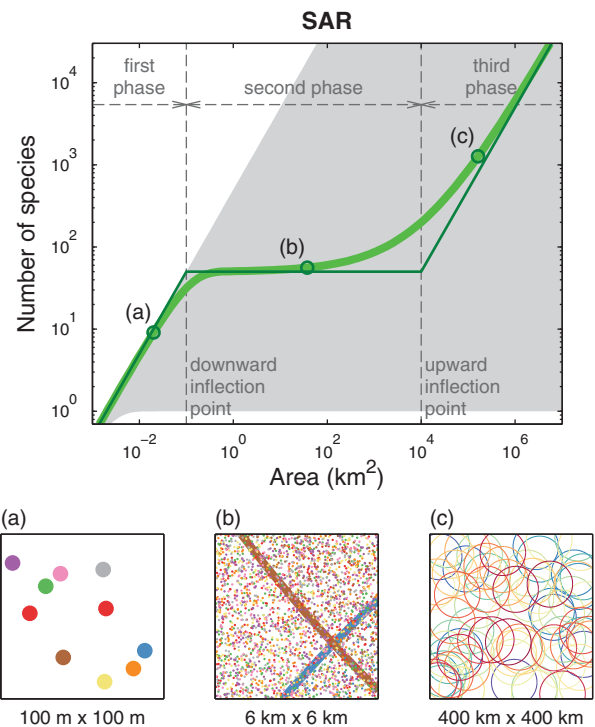 SAR
first
phase
second phase
third
phase
Number of species
10^4
10^3
10^2
10^1
10^0
(a)
(b)
(c)
downward
inflection
point
upward
inflection
point
10^−2
10^0
10^2
10^4
10^6
Area (km^2)
(a)
(b)
(c)
100 m x 100 m
6 km x 6 km
400 km x 400 km